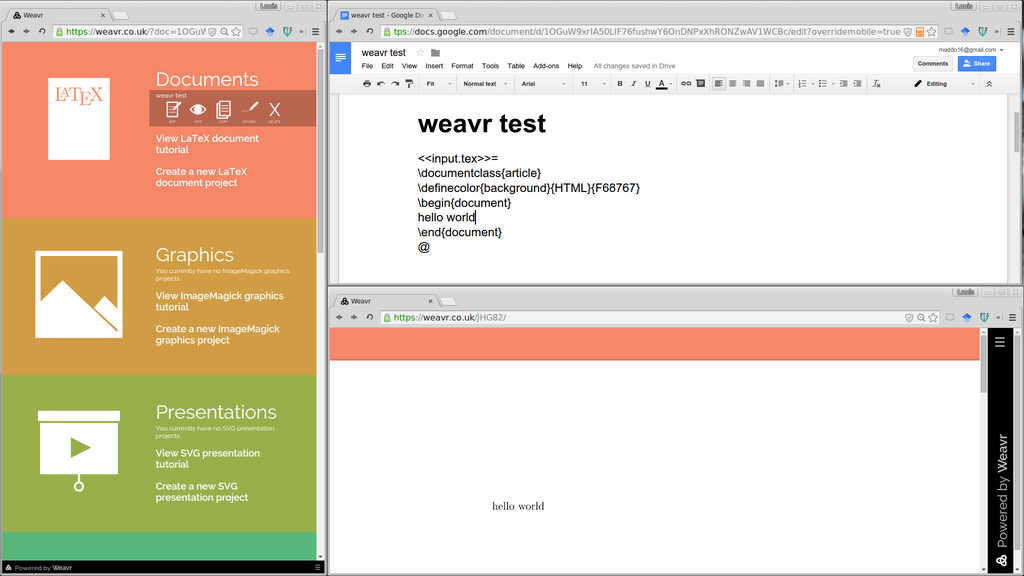 Louis
Weavr
https://weavr.co.uk/?doc=1OGuW
LATEX
Documents
weavr test
EDIT VIEW COPY RENAME DELETE
View LaTeX document
tutorial
Create a new LaTeX
document project
Graphics
You currently have no ImageMagick graphics
projects
View ImageMagick graphics
tutorial
Create a new ImageMagick
graphics project
Presentations
You currently have no SVG presentation
projects
View SVG presentation
tutorial
Create a new SVG
presentation project
Powered by Weavr
Louis
weavr test - Google Do
tps://docs.google.com/document/d/1OGuW9xrIA50LIF76fushwY6OnDNPxXhRONZwAV1WCBc/edit?overridemobile=true
weavr test
maddo16@gmail.com
File Edit View Insert Format Tools Table Add-ons Help All changes saved in Drive
Comments Share
Fit Normal text Arial 11 B I U A Editing
weavr test
<<input.tex>>=
\documentclass{article}
\definecolor{background}{HTML}{F68767}
\begin{document}
hello world
\end{document}
@
Louis
Weavr
https://weavr.co.uk/JHG82/
hello world
Powered by Weavr